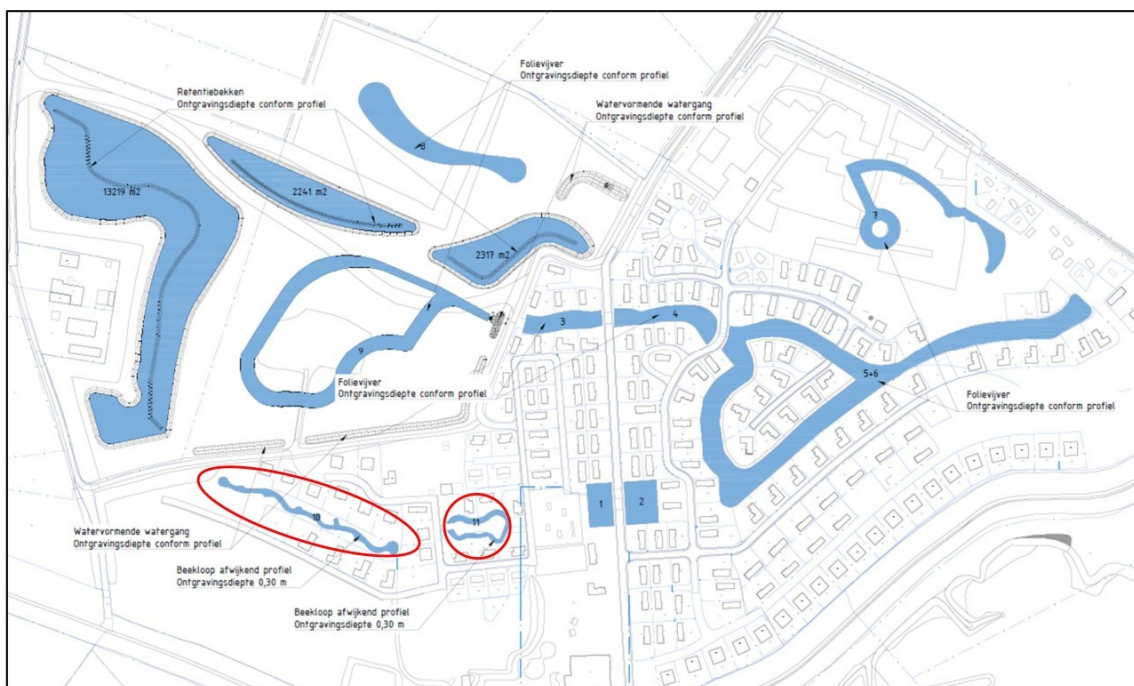 Folievijver
Ontgravingsdiepte conform profiel
Retentiebekken
Ontgravingsdiepte conform profiel
Watervormende watergang
Ontgravingsdiepte conform profiel
8
13219 m2
2241 m2
7
2317 m2
3
4
9
5+6
Folievijver
Ontgravingsdiepte conform profiel
Folievijver
Ontgravingsdiepte conform profiel
1
2
10
11
Watervormende watergang
Ontgravingsdiepte conform profiel
Beekloop afwijkend profiel
Ontgravingsdiepte 0,30 m
Beekloop afwijkend profiel
Ontgravingsdiepte 0,30 m